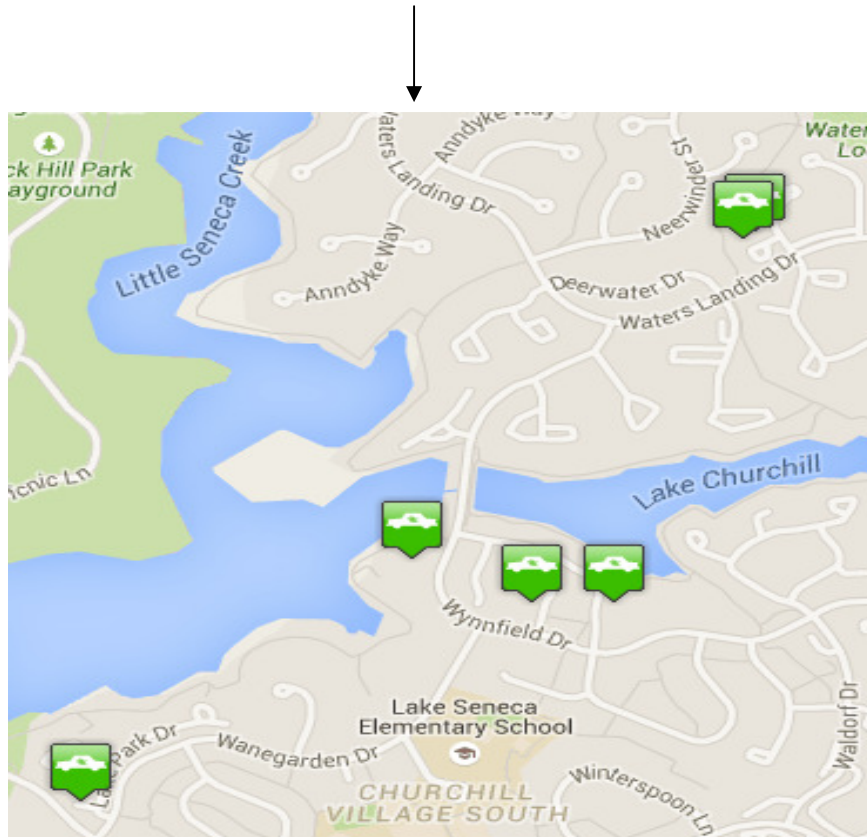 Waters Landing Dr
Anndyke Way
Little Seneca Creek
Neerwinder St
Anndyke Way
Deerwater Dr
Waters Landing Dr
Lake Churchill
Wynnfield Dr
Lake Seneca
Elementary School
Park Dr
Wanegarden Dr
Waldorf Dr
Winterspoon Ln
CHURCHILL
VILLAGE SOUTH
ck Hill Park
ayground
Water
Lo
icnic Ln